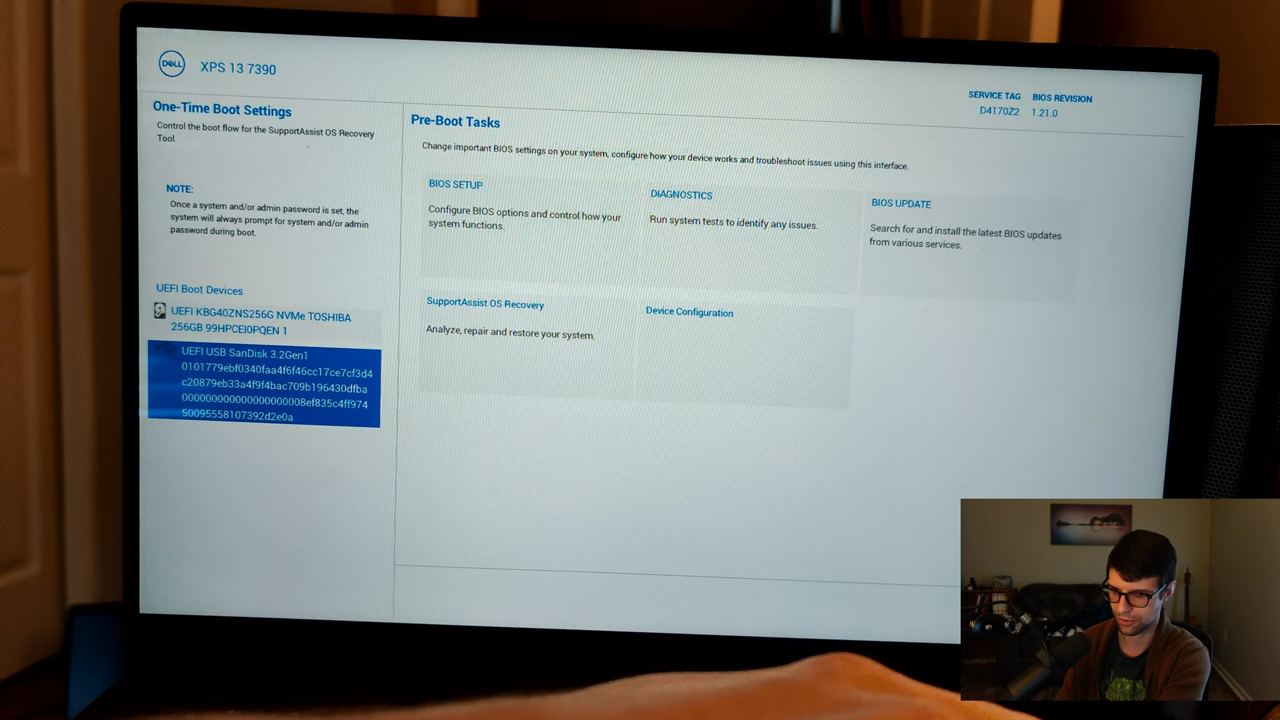 DELL
XPS 13 7390
SERVICE TAG
BIOS REVISION
D4170Z2
1.21.0
One-Time Boot Settings
Control the boot flow for the SupportAssist OS Recovery
Tool.
NOTE:
Once a system and/or admin password is set, the
system will always prompt for system and/or admin
password during boot.
UEFI Boot Devices
UEFI KBG40ZNS256G NVMe TOSHIBA
256GB 99HPCEI0PQEN 1
UEFI USB SanDisk 3.2Gen1
0101779ebf0340faa4f6f46cc17ce7cf3d4
c20879eb33a4f9f4bac709b196430dfba
000000000000000000008ef835c4ff974
50095558107392d2e0a
Pre-Boot Tasks
Change important BIOS settings on your system, configure how your device works and troubleshoot issues using this interface.
BIOS SETUP
Configure BIOS options and control how your
system functions.
DIAGNOSTICS
Run system tests to identify any issues.
BIOS UPDATE
Search for and install the latest BIOS updates
from various services.
SupportAssist OS Recovery
Analyze, repair and restore your system.
Device Configuration